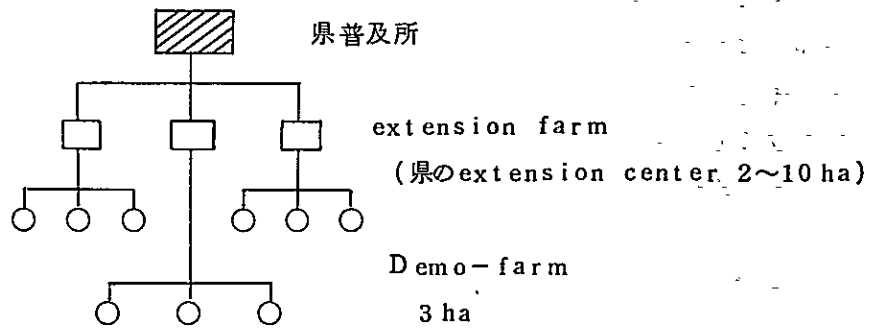 県普及所
extension farm
(県のextension center 2~10 ha)
Demo-farm
3 ha